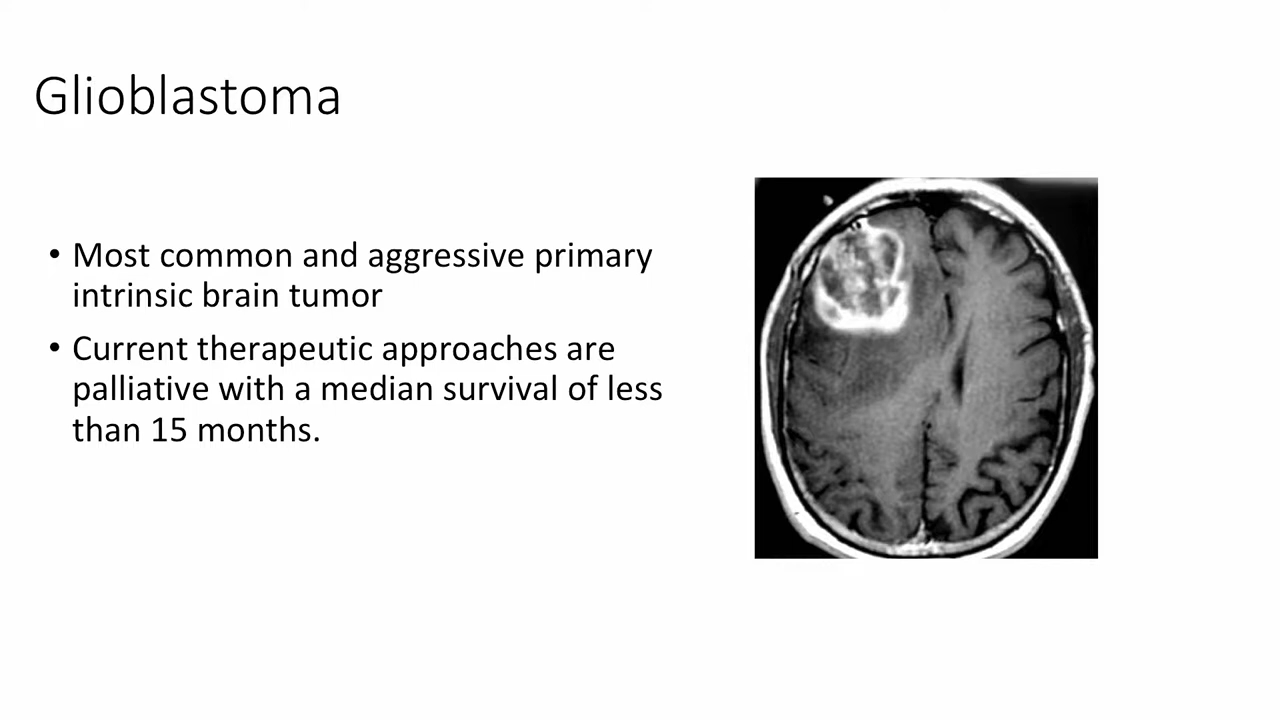 Glioblastoma
• Most common and aggressive primary
intrinsic brain tumor
• Current therapeutic approaches are
palliative with a median survival of less
than 15 months.